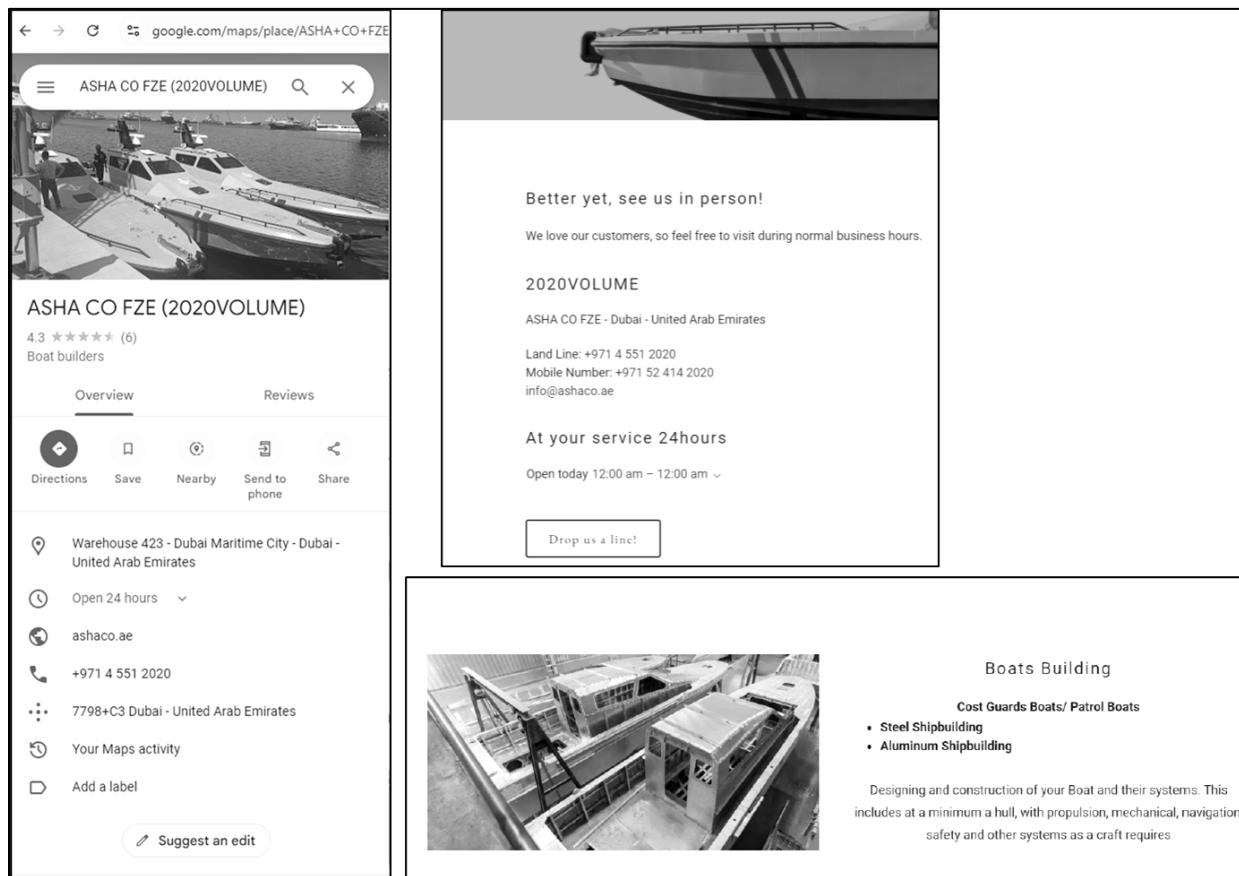 google.com/maps/place/ASHA+CO+FZE
ASHA CO FZE (2020VOLUME)
ASHA CO FZE (2020VOLUME)
4.3 (6)
Boat builders
Overview
Reviews
Directions
Save
Nearby
Send to
phone
Share
Warehouse 423 - Dubai Maritime City - Dubai -
United Arab Emirates
Open 24 hours
ashaco.ae
+971 4 551 2020
7798+C3 Dubai - United Arab Emirates
Your Maps activity
Add a label
Suggest an edit
Better yet, see us in person!
We love our customers, so feel free to visit during normal business hours.
2020VOLUME
ASHA CO FZE - Dubai - United Arab Emirates
Land Line: +971 4 551 2020
Mobile Number: +971 52 414 2020
info@ashaco.ae
At your service 24hours
Open today 12:00 am – 12:00 am
Drop us a line!
Boats Building
Cost Guards Boats/ Patrol Boats
• Steel Shipbuilding
• Aluminum Shipbuilding
Designing and construction of your Boat and their systems. This
includes at a minimum a hull, with propulsion, mechanical, navigation
safety and other systems as a craft requires